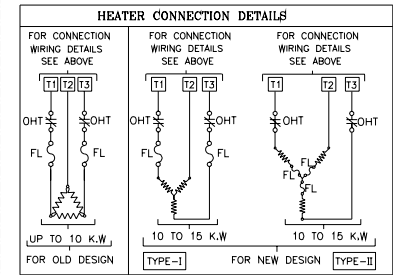 HEATER CONNECTION DETAILS
FOR CONNECTION
WIRING DETAILS
SEE ABOVE
T1 T2 T3
OHT OHT
FL FL
UP TO 10 K.W
FOR OLD DESIGN
FOR CONNECTION
WIRING DETAILS
SEE ABOVE
T1 T2 T3
OHT OHT
FL FL
10 TO 15 K.W
TYPE-I
FOR CONNECTION
WIRING DETAILS
SEE ABOVE
T1 T2 T3
OHT OHT
FL FL
FL
10 TO 15 K.W
FOR NEW DESIGN
TYPE-II